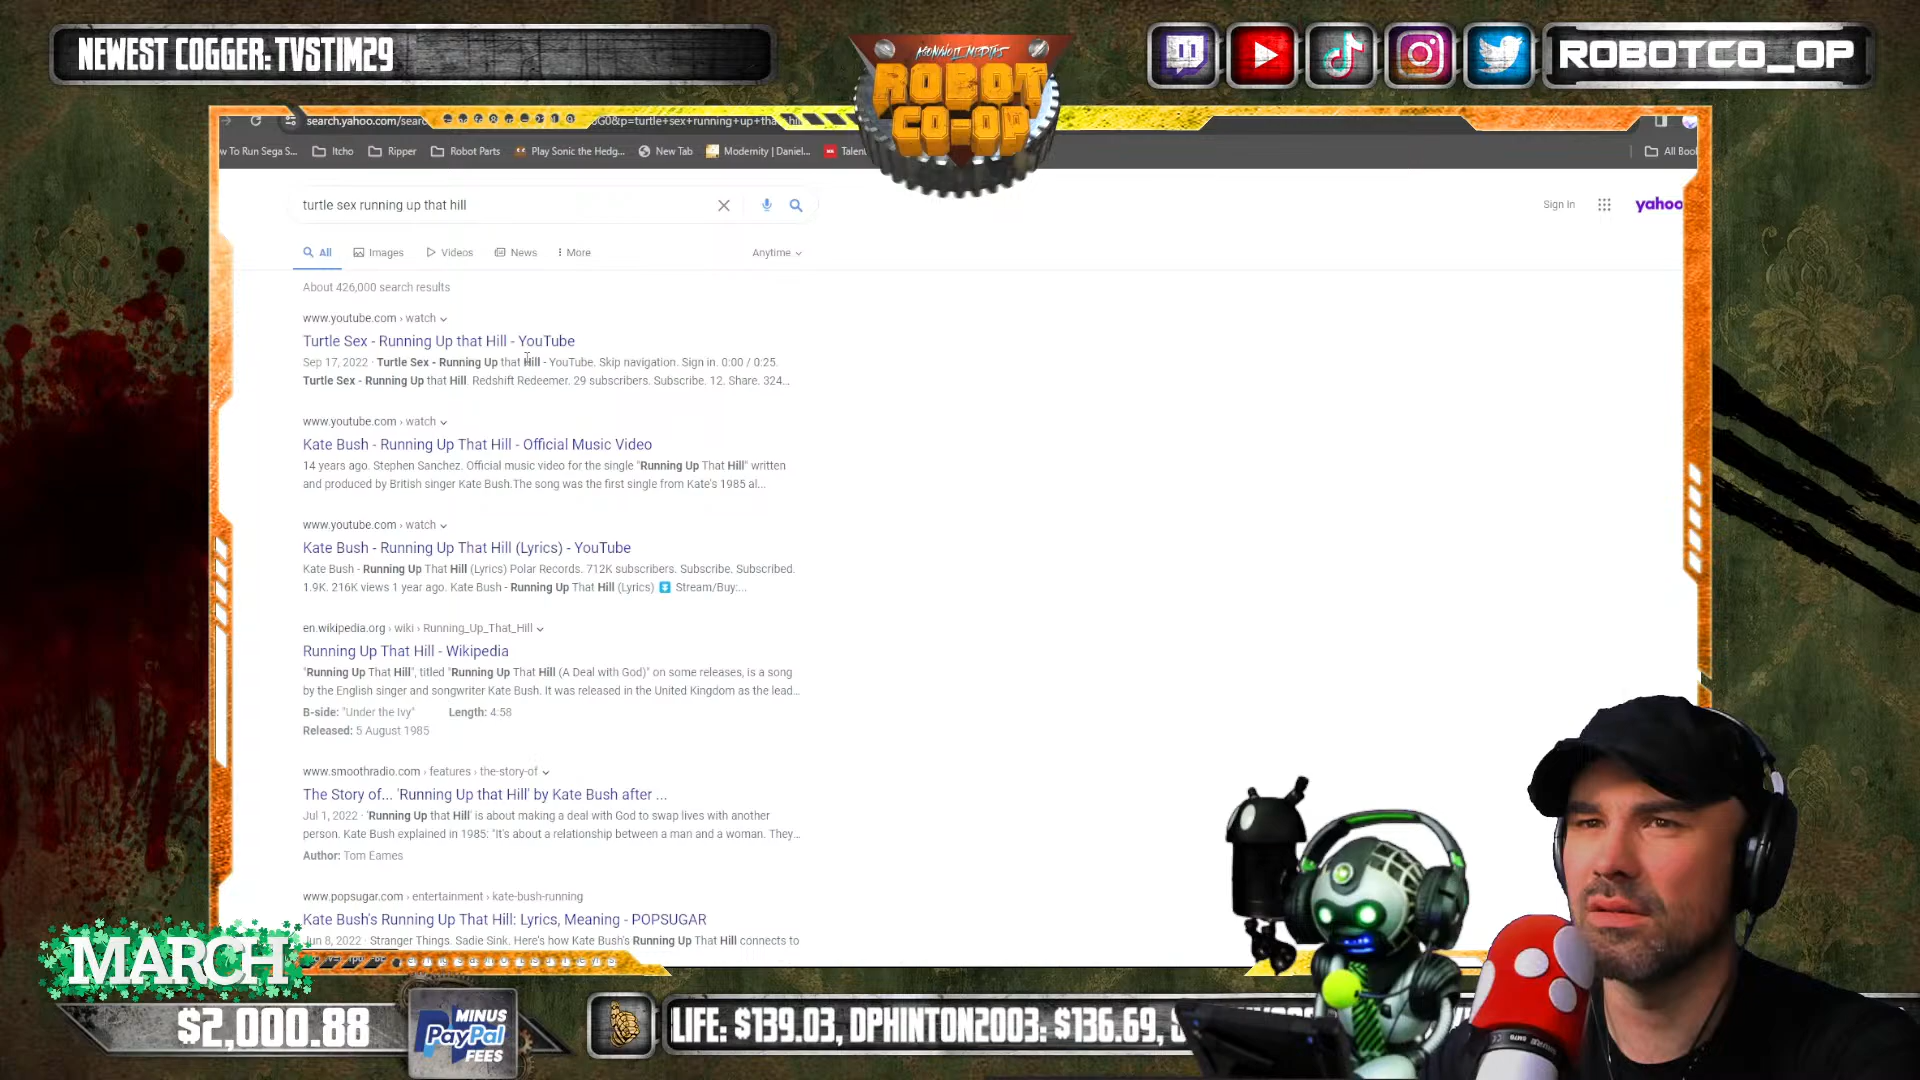 NEWEST COGGER: TVSTIM29
AGONWOLF MEDIA'S
ROBOT
CO-OP
ROBOTCO_OP
search.yahoo.com/searc
p=turtle+sex+running+up+tha
w To Run Sega S...
Itcho
Ripper
Robot Parts
Play Sonic the Hedg...
New Tab
Modernity | Daniel...
Talen
All Boo
turtle sex running up that hill
Sign In
yahoo
All
Images
Videos
News
More
Anytime
About 426,000 search results
www.youtube.com › watch
Turtle Sex - Running Up that Hill - YouTube
Sep 17, 2022 · Turtle Sex - Running Up that Hill - YouTube. Skip navigation. Sign in. 0:00 / 0:25.
Turtle Sex - Running Up that Hill. Redshift Redeemer. 29 subscribers. Subscribe. 12. Share. 324...
www.youtube.com › watch
Kate Bush - Running Up That Hill - Official Music Video
14 years ago. Stephen Sanchez. Official music video for the single "Running Up That Hill" written
and produced by British singer Kate Bush.The song was the first single from Kate's 1985 al...
www.youtube.com › watch
Kate Bush - Running Up That Hill (Lyrics) - YouTube
Kate Bush - Running Up That Hill (Lyrics) Polar Records. 712K subscribers. Subscribe. Subscribed.
1.9K. 216K views 1 year ago. Kate Bush - Running Up That Hill (Lyrics) Stream/Buy:...
en.wikipedia.org › wiki › Running_Up_That_Hill
Running Up That Hill - Wikipedia
"Running Up That Hill", titled "Running Up That Hill (A Deal with God)" on some releases, is a song
by the English singer and songwriter Kate Bush. It was released in the United Kingdom as the lead...
B-side: "Under the Ivy" Length: 4:58
Released: 5 August 1985
www.smoothradio.com › features › the-story-of
The Story of... 'Running Up that Hill' by Kate Bush after ...
Jul 1, 2022 · 'Running Up that Hill' is about making a deal with God to swap lives with another
person. Kate Bush explained in 1985: "It's about a relationship between a man and a woman. They...
Author: Tom Eames
www.popsugar.com › entertainment › kate-bush-running
Kate Bush's Running Up That Hill: Lyrics, Meaning - POPSUGAR
Jun 8, 2022 · Stranger Things. Sadie Sink. Here's how Kate Bush's Running Up That Hill connects to
MARCH
$2,000.88
MINUS
PayPal
FEES
LIFE: $139.03, DPHINTON2003: $136.69,